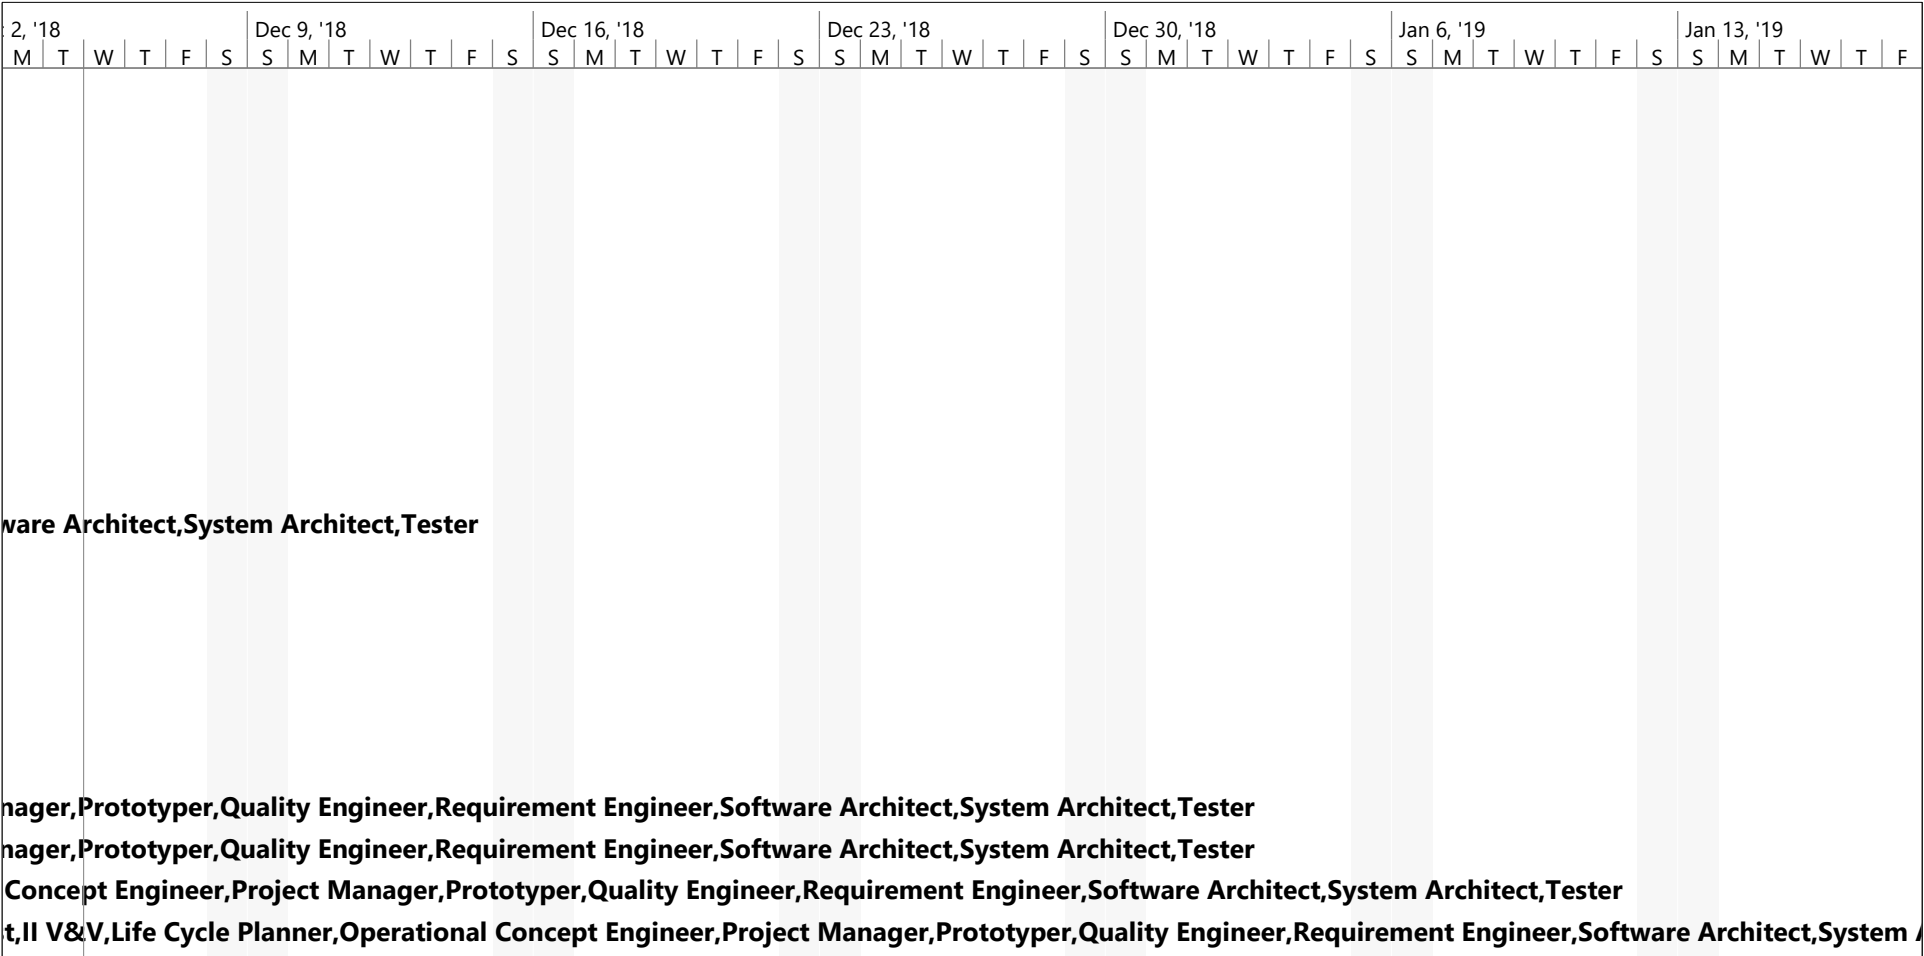 2, '18 Dec 9, '18 Dec 16, '18 Dec 23, '18 Dec 30, '18 Jan 6, '19 Jan 13, '19
M T W T F S S M T W T F S S M T W T F S S M T W T F S S M T W T F S S M T W T F S S M T W T F
ware Architect,System Architect,Tester
nager,Prototyper,Quality Engineer,Requirement Engineer,Software Architect,System Architect,Tester
nager,Prototyper,Quality Engineer,Requirement Engineer,Software Architect,System Architect,Tester
Concept Engineer,Project Manager,Prototyper,Quality Engineer,Requirement Engineer,Software Architect,System Architect,Tester
t,II V&V,Life Cycle Planner,Operational Concept Engineer,Project Manager,Prototyper,Quality Engineer,Requirement Engineer,Software Architect,System